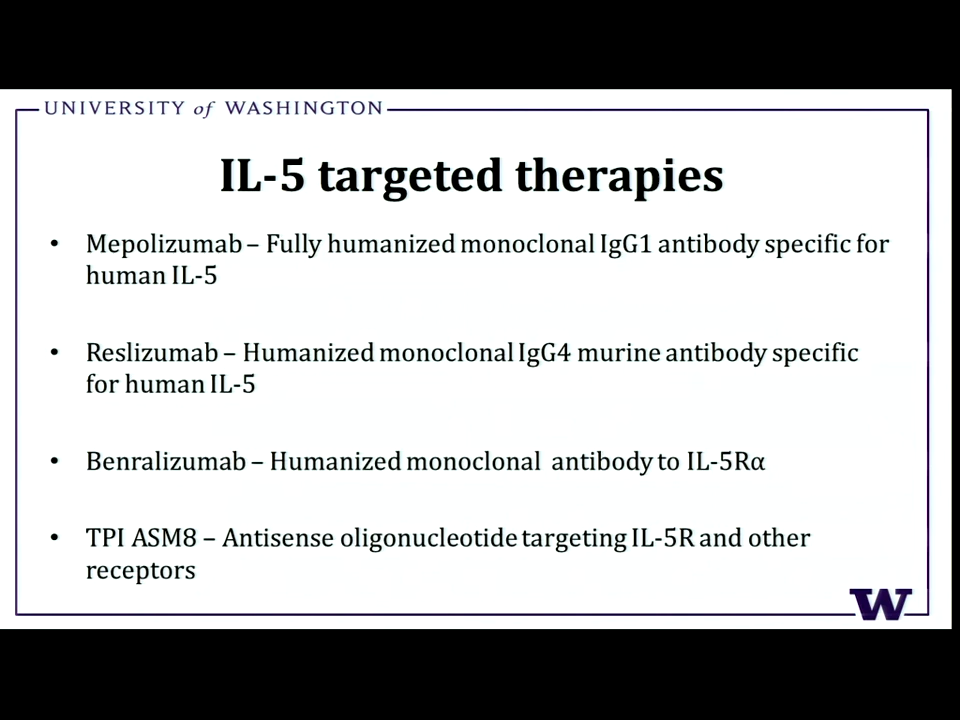 UNIVERSITY of WASHINGTON
IL-5 targeted therapies
• Mepolizumab – Fully humanized monoclonal IgG1 antibody specific for
human IL-5
• Reslizumab – Humanized monoclonal IgG4 murine antibody specific
for human IL-5
• Benralizumab – Humanized monoclonal antibody to IL-5Rα
• TPI ASM8 – Antisense oligonucleotide targeting IL-5R and other
receptors
W